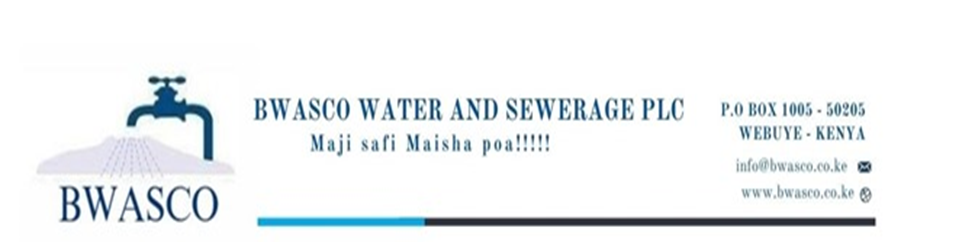 BWASCO
BWASCO WATER AND SEWERAGE PLC
Maji safi Maisha poa!!!!!
P.O BOX 1005 - 50205
WEBUYE - KENYA
info@bwasco.co.ke
www.bwasco.co.ke